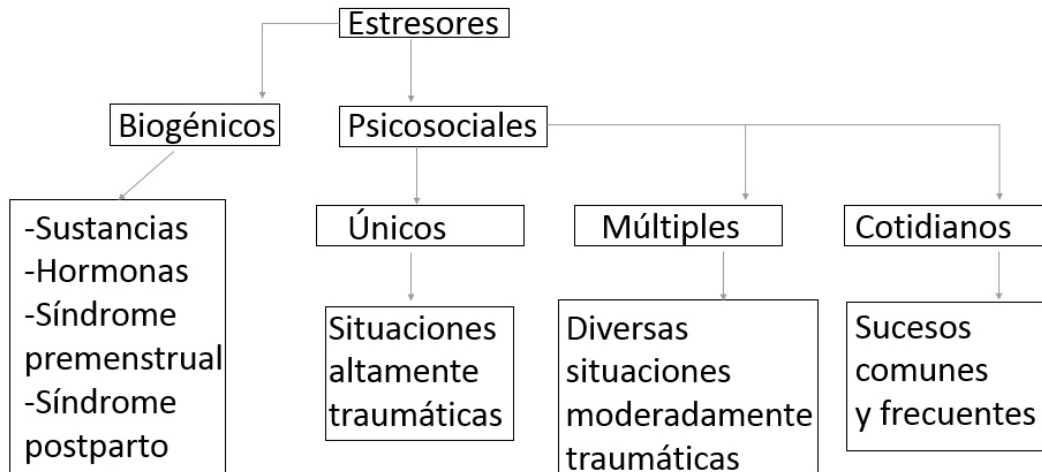 Estresores
Biogénicos
Psicosociales
Únicos
Múltiples
Cotidianos
-Sustancias
-Hormonas
-Síndrome
premenstrual
-Síndrome
postparto
Situaciones
altamente
traumáticas
Diversas
situaciones
moderadamente
traumáticas
Sucesos
comunes
y frecuentes